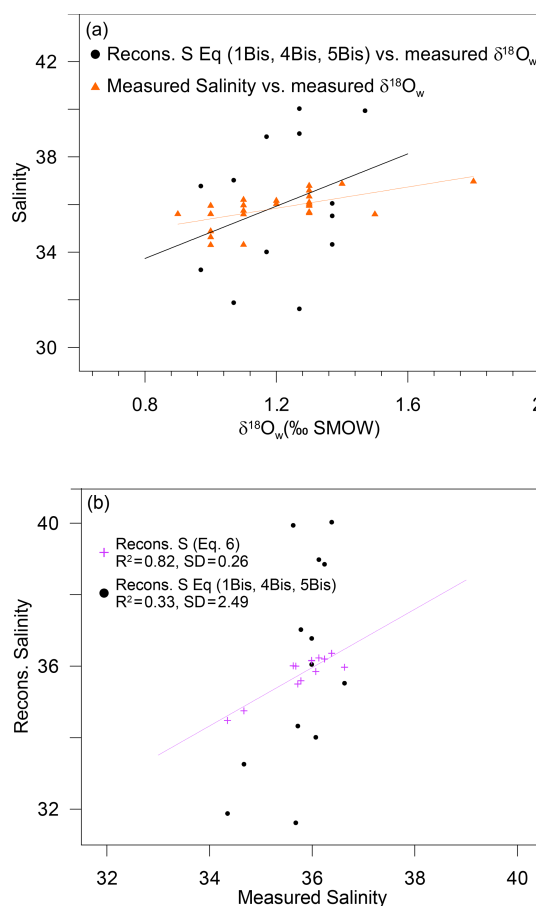 (a)
● Recons. S Eq (1Bis, 4Bis, 5Bis) vs. measured δ¹⁸Ow
▲ Measured Salinity vs. measured δ¹⁸Ow
42
39
36
33
30
Salinity
0.8 1.2 1.6 2
δ¹⁸Ow(‰ SMOW)
(b)
+ Recons. S (Eq. 6)
R²=0.82, SD=0.26
● Recons. S Eq (1Bis, 4Bis, 5Bis)
R²=0.33, SD=2.49
40
36
32
Recons. Salinity
32 34 36 38 40
Measured Salinity